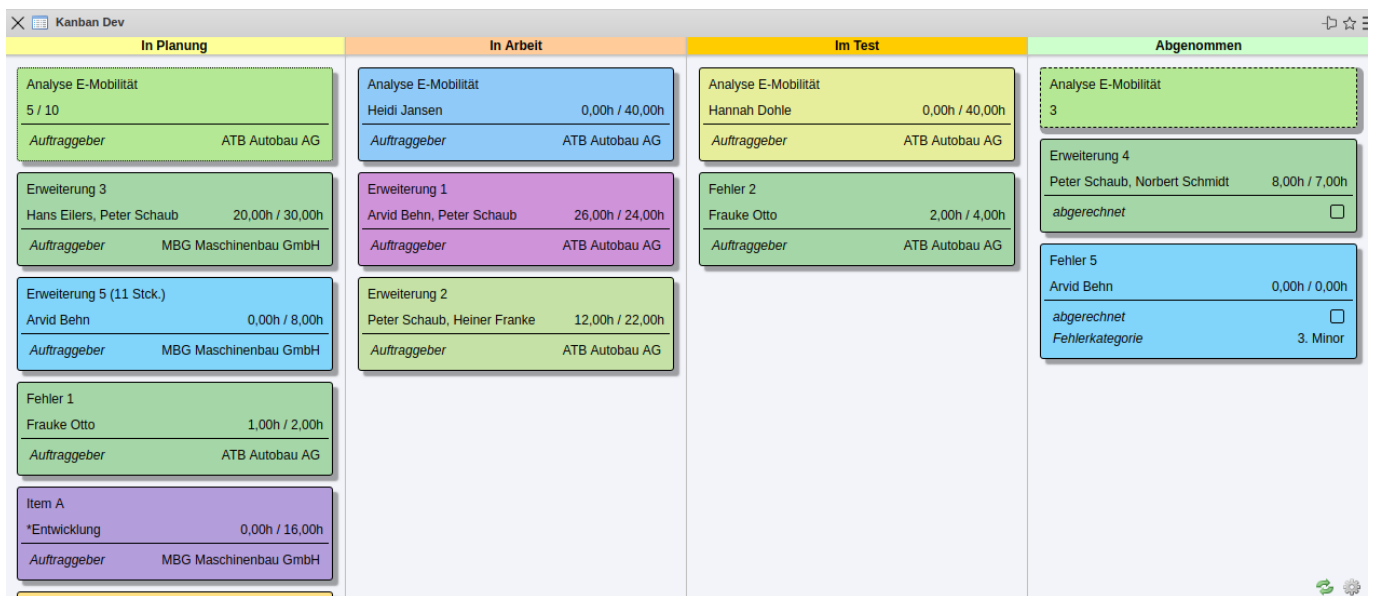 Kanban Dev
In Planung
Analyse E-Mobilität
5 / 10
Auftraggeber ATB Autobau AG
Erweiterung 3
Hans Eilers, Peter Schaub 20,00h / 30,00h
Auftraggeber MBG Maschinenbau GmbH
Erweiterung 5 (11 Stck.)
Arvid Behn 0,00h / 8,00h
Auftraggeber MBG Maschinenbau GmbH
Fehler 1
Frauke Otto 1,00h / 2,00h
Auftraggeber ATB Autobau AG
Item A
*Entwicklung 0,00h / 16,00h
Auftraggeber MBG Maschinenbau GmbH
In Arbeit
Analyse E-Mobilität
Heidi Jansen 0,00h / 40,00h
Auftraggeber ATB Autobau AG
Erweiterung 1
Arvid Behn, Peter Schaub 26,00h / 24,00h
Auftraggeber ATB Autobau AG
Erweiterung 2
Peter Schaub, Heiner Franke 12,00h / 22,00h
Auftraggeber ATB Autobau AG
Im Test
Analyse E-Mobilität
Hannah Dohle 0,00h / 40,00h
Auftraggeber ATB Autobau AG
Fehler 2
Frauke Otto 2,00h / 4,00h
Auftraggeber ATB Autobau AG
Abgenommen
Analyse E-Mobilität
3
Erweiterung 4
Peter Schaub, Norbert Schmidt 8,00h / 7,00h
abgerechnet
Fehler 5
Arvid Behn 0,00h / 0,00h
abgerechnet
Fehlerkategorie 3. Minor